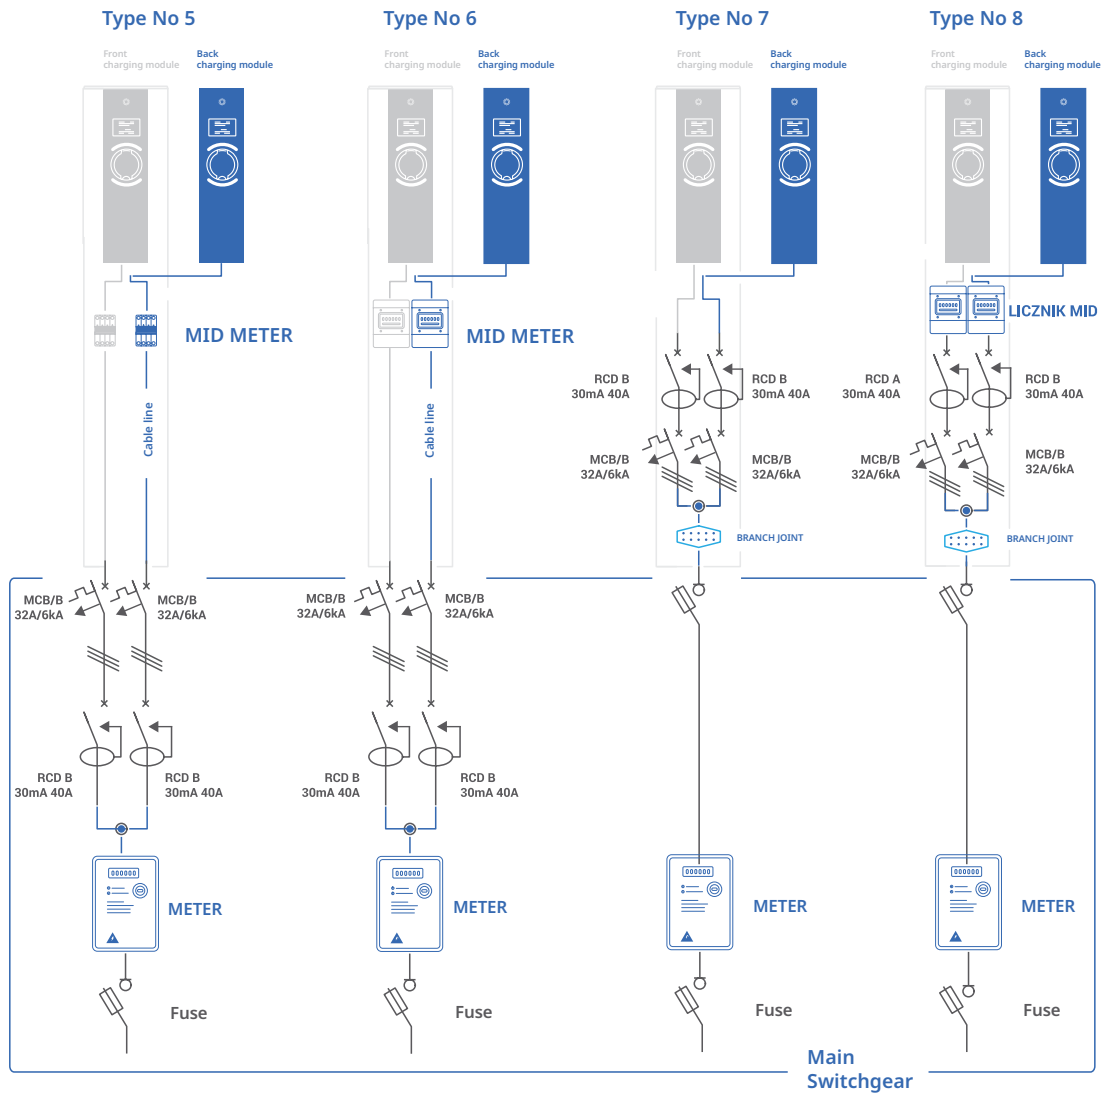 Type No 5
Type No 6
Type No 7
Type No 8
Front
charging module
Back
charging module
Front
charging module
Back
charging module
Front
charging module
Back
charging module
Front
charging module
Back
charging module
MID METER
MID METER
LICZNIK MID
Cable line
Cable line
RCD B
30mA 40A
RCD B
30mA 40A
RCD A
30mA 40A
RCD B
30mA 40A
MCB/B
32A/6kA
MCB/B
32A/6kA
MCB/B
32A/6kA
MCB/B
32A/6kA
BRANCH JOINT
BRANCH JOINT
MCB/B
32A/6kA
MCB/B
32A/6kA
MCB/B
32A/6kA
MCB/B
32A/6kA
RCD B
30mA 40A
RCD B
30mA 40A
RCD B
30mA 40A
RCD B
30mA 40A
000000
000000
000000
000000
METER
METER
METER
METER
Fuse
Fuse
Fuse
Fuse
Main
Switchgear